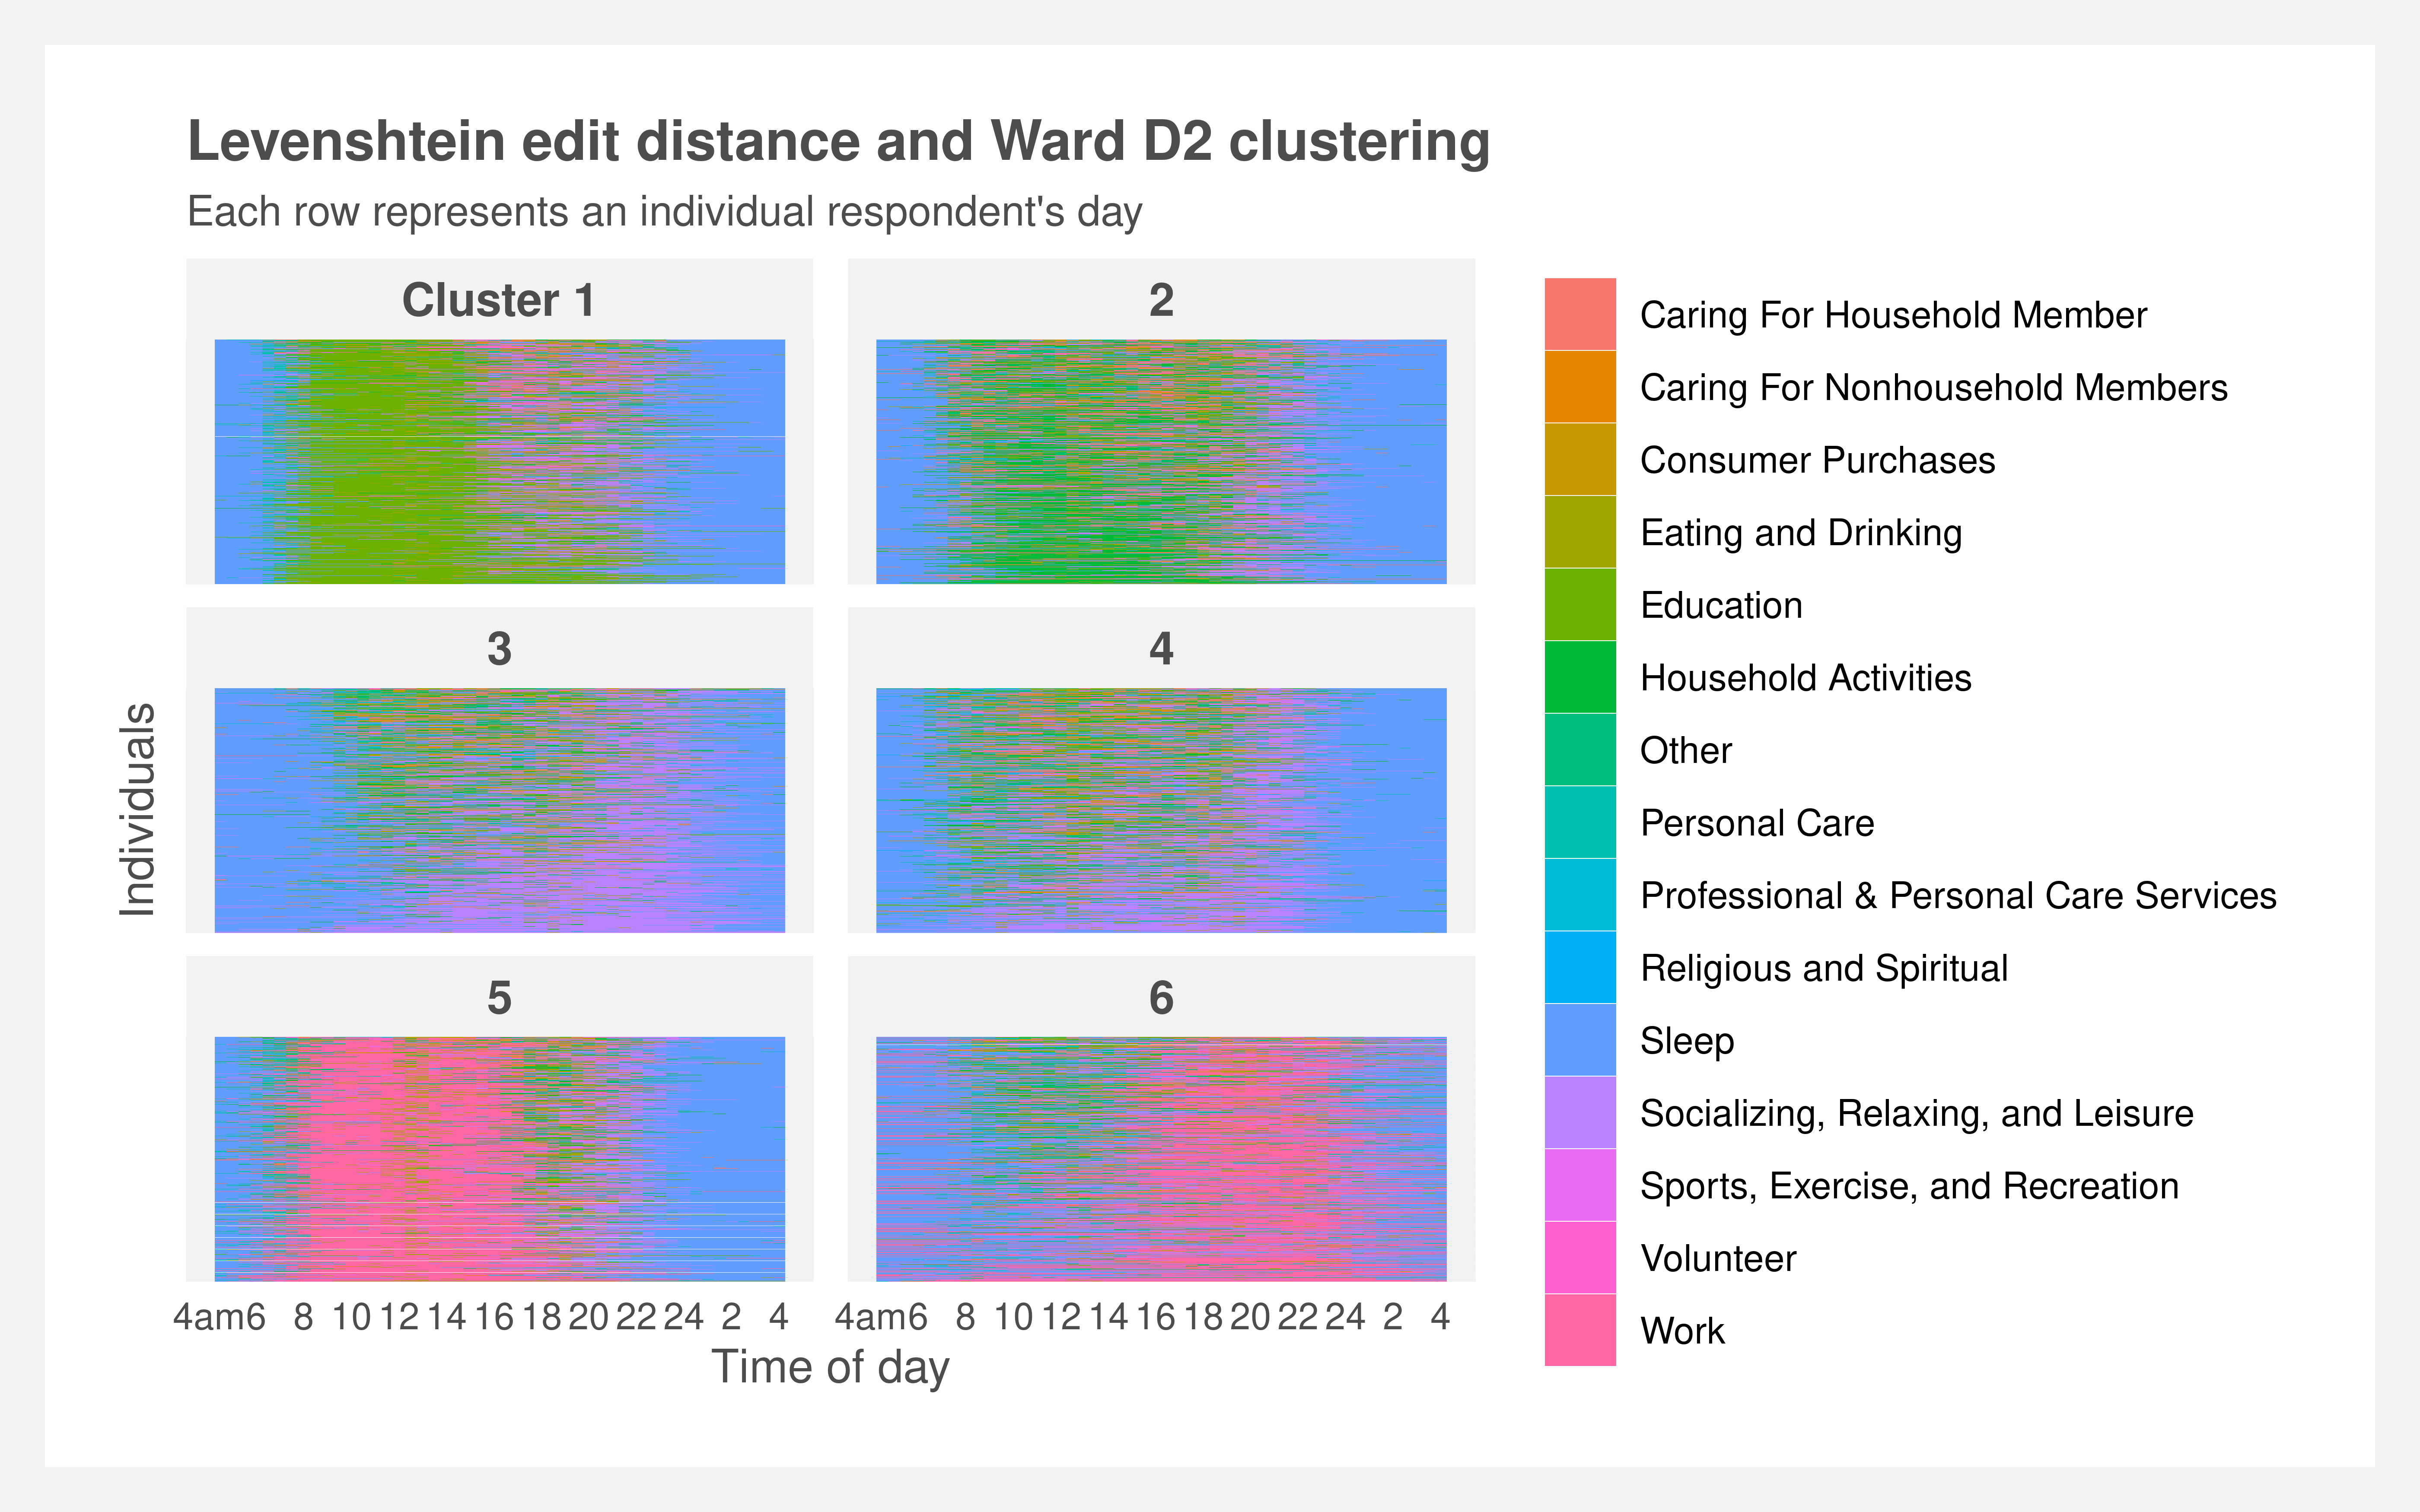 Levenshtein edit distance and Ward D2 clustering
Each row represents an individual respondent's day
Cluster 1
2
3
4
5
6
Individuals
4am6 8 10 12 14 16 18 20 22 24 2 4
4am6 8 10 12 14 16 18 20 22 24 2 4
Time of day
Caring For Household Member
Caring For Nonhousehold Members
Consumer Purchases
Eating and Drinking
Education
Household Activities
Other
Personal Care
Professional & Personal Care Services
Religious and Spiritual
Sleep
Socializing, Relaxing, and Leisure
Sports, Exercise, and Recreation
Volunteer
Work